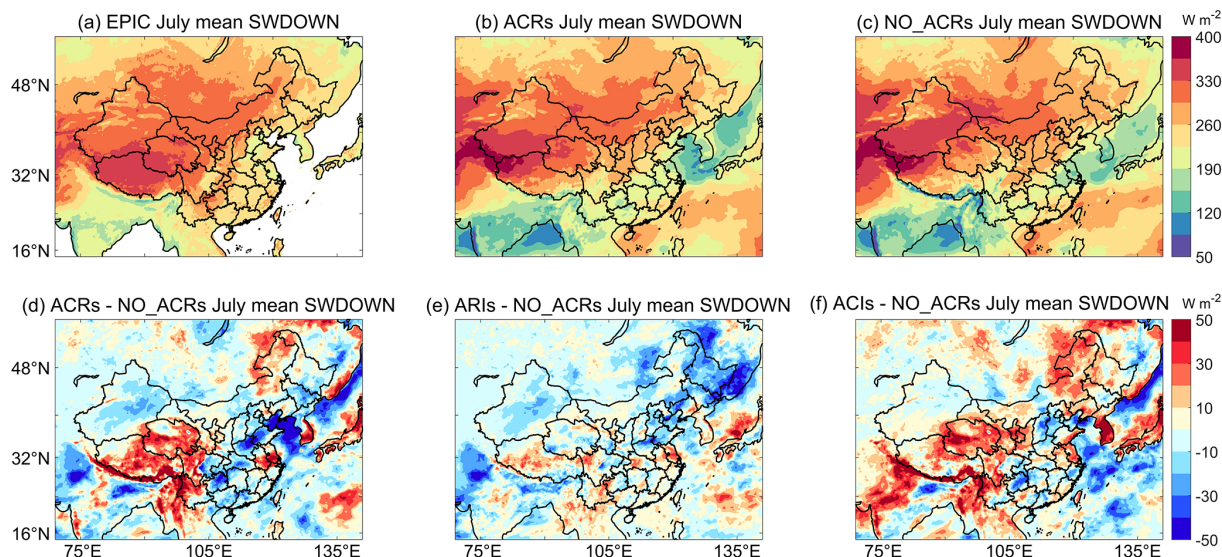 (a) EPIC July mean SWDOWN
(b) ACRs July mean SWDOWN
(c) NO_ACRs July mean SWDOWN
W m-2
48°N
32°N
16°N
400
330
260
190
120
50
(d) ACRs - NO_ACRs July mean SWDOWN
(e) ARIs - NO_ACRs July mean SWDOWN
(f) ACIs - NO_ACRs July mean SWDOWN
W m-2
48°N
32°N
16°N
50
30
10
-10
-30
-50
75°E
105°E
135°E
75°E
105°E
135°E
75°E
105°E
135°E